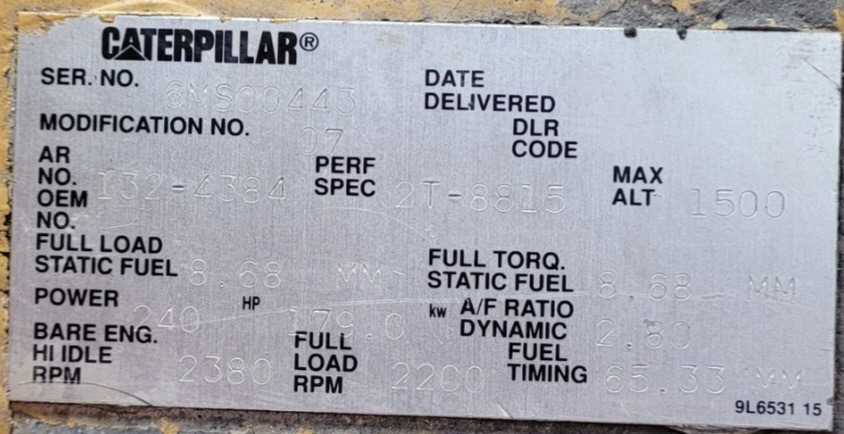 CATERPILLAR®
SER. NO. 6MS00443 DATE DELIVERED
MODIFICATION NO. 07 DLR CODE
AR NO. 132-4384 PERF SPEC 2T-8815 MAX ALT 1500
OEM NO.
FULL LOAD STATIC FUEL 8.68 MM FULL TORQ. STATIC FUEL 8.68 MM
POWER 240 HP 179.0 kw A/F RATIO DYNAMIC 2.80
BARE ENG. HI IDLE RPM 2380 FULL LOAD RPM 2200 FUEL TIMING 65.33 MM
9L6531 15